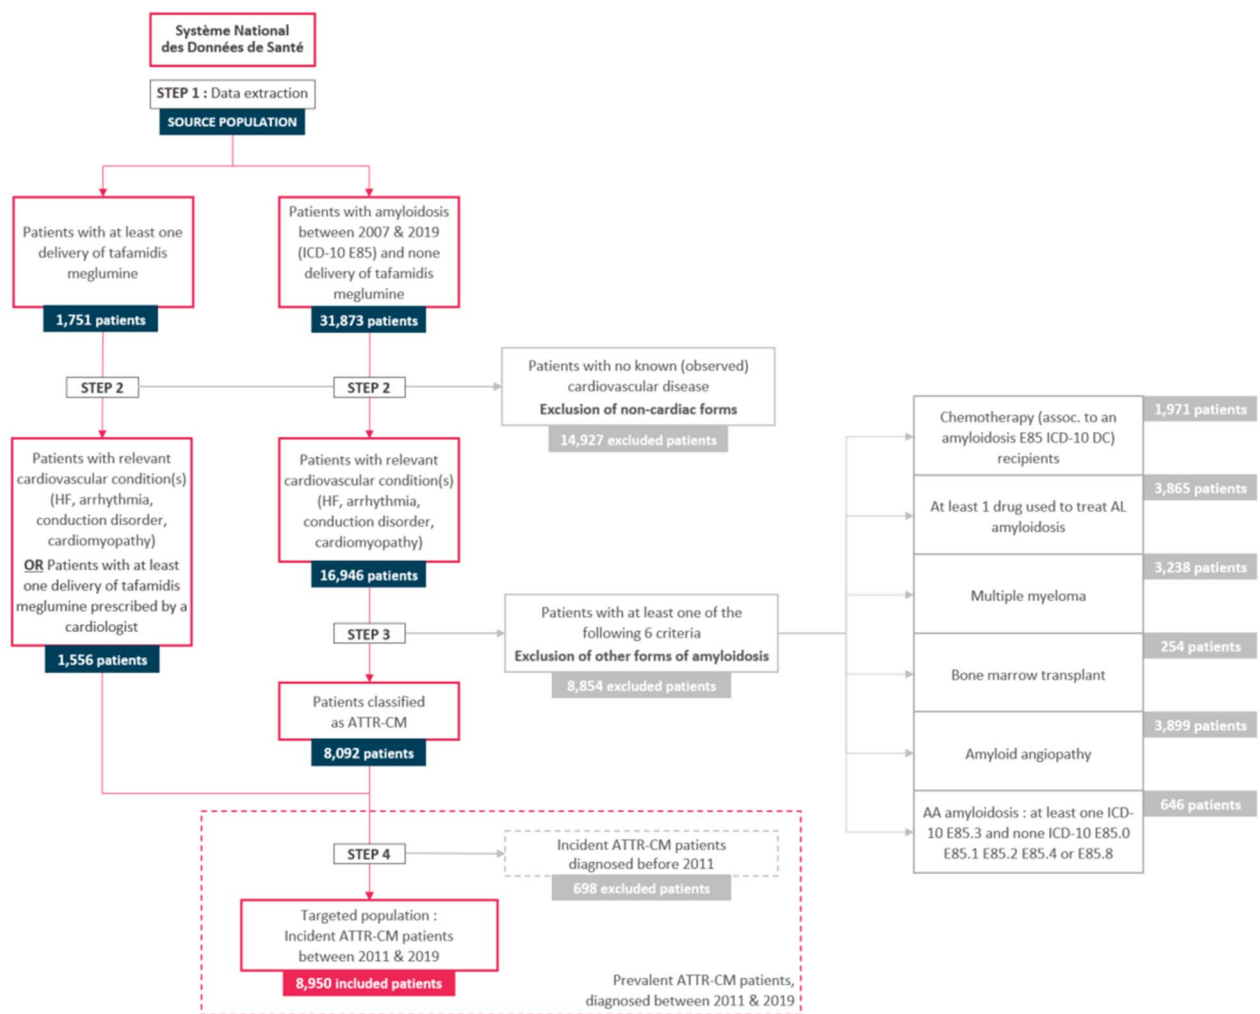 Système National
des Données de Santé
STEP 1 : Data extraction
SOURCE POPULATION
Patients with at least one
delivery of tafamidis
meglumine
1,751 patients
Patients with amyloidosis
between 2007 & 2019
(ICD-10 E85) and none
delivery of tafamidis
meglumine
31,873 patients
STEP 2
STEP 2
Patients with no known (observed)
cardiovascular disease
Exclusion of non-cardiac forms
14,927 excluded patients
Patients with relevant
cardiovascular condition(s)
(HF, arrhythmia,
conduction disorder,
cardiomyopathy)
OR Patients with at least
one delivery of tafamidis
meglumine prescribed by a
cardiologist
1,556 patients
Patients with relevant
cardiovascular condition(s)
(HF, arrhythmia,
conduction disorder,
cardiomyopathy)
16,946 patients
STEP 3
Patients with at least one of the
following 6 criteria
Exclusion of other forms of amyloidosis
8,854 excluded patients
Chemotherapy (assoc. to an
amyloidosis E85 ICD-10 DC)
recipients
1,971 patients
At least 1 drug used to treat AL
amyloidosis
3,865 patients
Multiple myeloma
3,238 patients
Bone marrow transplant
254 patients
Amyloid angiopathy
3,899 patients
AA amyloidosis : at least one ICD-
10 E85.3 and none ICD-10 E85.0
E85.1 E85.2 E85.4 or E85.8
646 patients
Patients classified
as ATTR-CM
8,092 patients
STEP 4
Incident ATTR-CM patients
diagnosed before 2011
698 excluded patients
Targeted population :
Incident ATTR-CM patients
between 2011 & 2019
8,950 included patients
Prevalent ATTR-CM patients,
diagnosed between 2011 & 2019